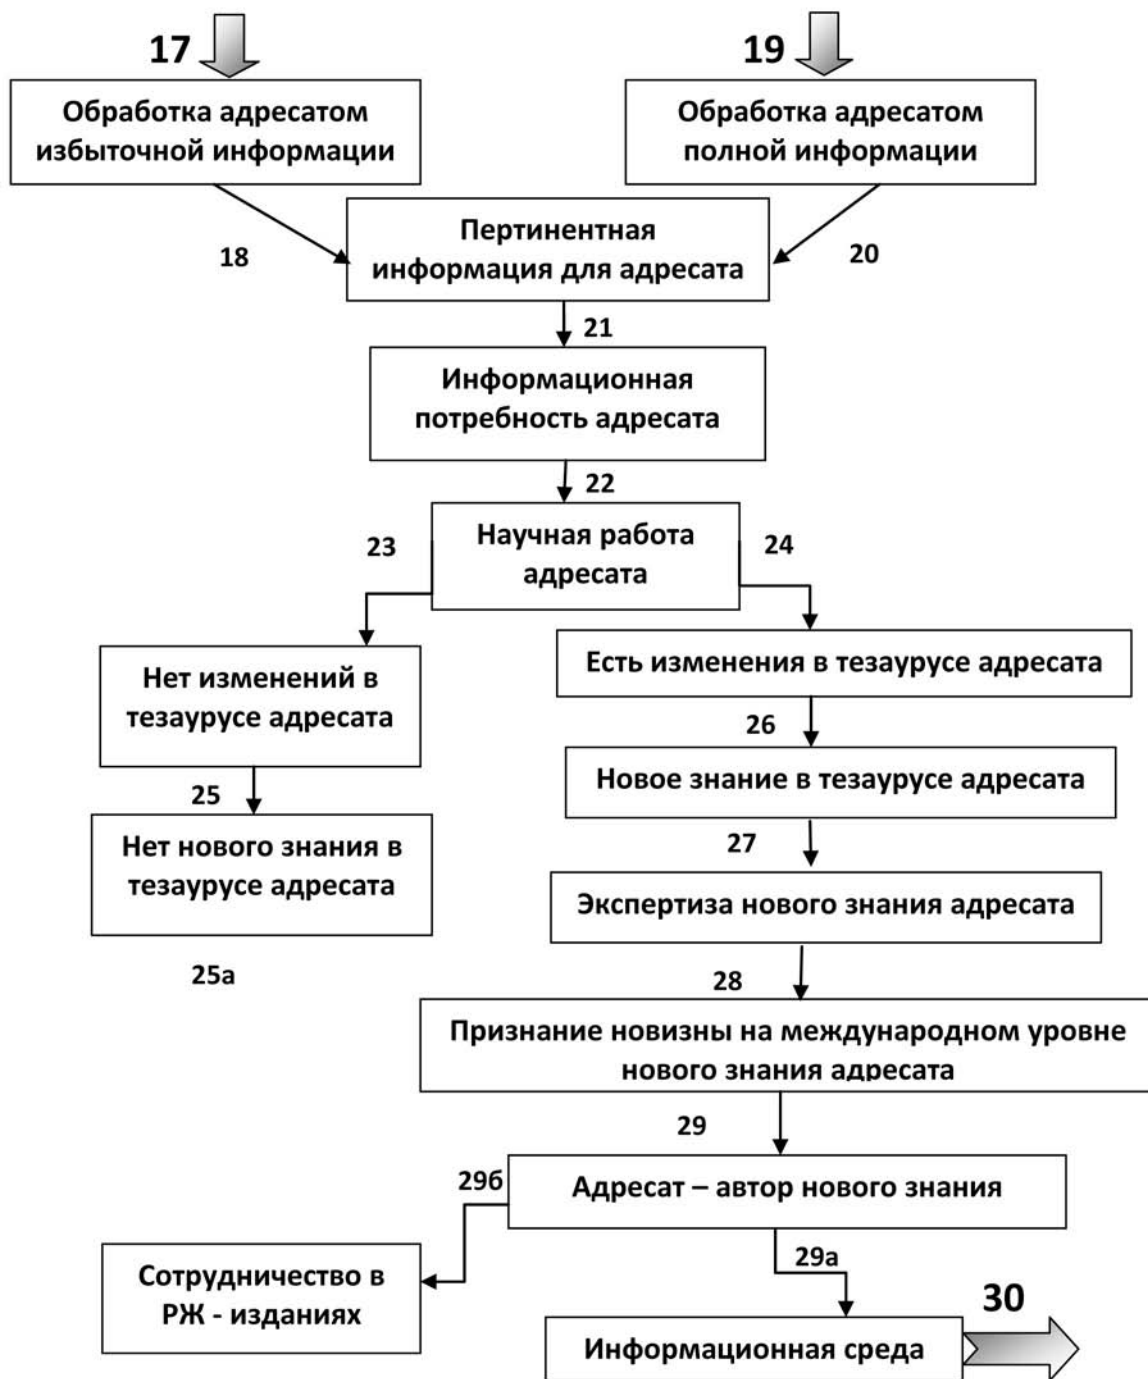 17
19
Обработка адресатом
избыточной информации
Обработка адресатом
полной информации
18
Пертинентная
информация для адресата
20
21
Информационная
потребность адресата
22
23
Научная работа
адресата
24
Нет изменений в
тезаурусе адресата
Есть изменения в тезаурусе адресата
26
25
Новое знание в тезаурусе адресата
Нет нового знания в
тезаурусе адресата
27
Экспертиза нового знания адресата
25а
28
Признание новизны на международном уровне
нового знания адресата
29
29б
Адресат – автор нового знания
29а
Сотрудничество в
РЖ - изданиях
30
Информационная среда